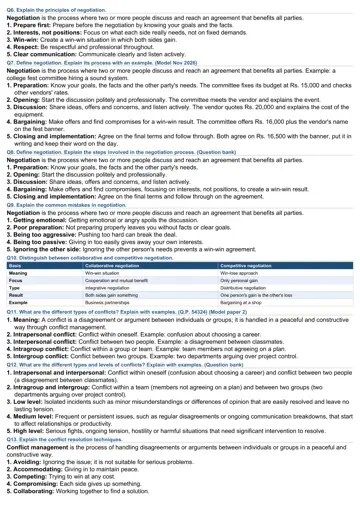 Q6. Explain the principles of negotiation.
Negotiation is the process where two or more people discuss and reach an agreement that benefits all parties.
1. Prepare first: Prepare before the negotiation by knowing your goals and the facts.
2. Interests, not positions: Focus on what each side really needs, not on fixed demands.
3. Win-win: Create a win-win situation in which both sides gain.
4. Respect: Be respectful and professional throughout.
5. Clear communication: Communicate clearly and listen actively.
Q7. Define negotiation. Explain its process with an example. (Model Nov 2026)
Negotiation is the process where two or more people discuss and reach an agreement that benefits all parties. Example: a
college fest committee hiring a sound system.
1. Preparation: Know your goals, the facts and the other party's needs. The committee fixes its budget at Rs. 15,000 and checks
other vendors' rates.
2. Opening: Start the discussion politely and professionally. The committee meets the vendor and explains the event.
3. Discussion: Share ideas, offers and concerns, and listen actively. The vendor quotes Rs. 20,000 and explains the cost of the
equipment.
4. Bargaining: Make offers and find compromises for a win-win result. The committee offers Rs. 16,000 plus the vendor's name
on the fest banner.
5. Closing and implementation: Agree on the final terms and follow through. Both agree on Rs. 16,500 with the banner, put it in
writing and keep their word on the day.
Q8. Define negotiation. Explain the steps involved in the negotiation process. (Question bank)
Negotiation is the process where two or more people discuss and reach an agreement that benefits all parties.
1. Preparation: Know your goals, the facts and the other party's needs.
2. Opening: Start the discussion politely and professionally.
3. Discussion: Share ideas, offers and concerns, and listen actively.
4. Bargaining: Make offers and find compromises, focusing on interests, not positions, to create a win-win result.
5. Closing and implementation: Agree on the final terms and follow through on the agreement.
Q9. Explain the common mistakes in negotiation.
Negotiation is the process where two or more people discuss and reach an agreement that benefits all parties.
1. Getting emotional: Getting emotional or angry spoils the discussion.
2. Poor preparation: Not preparing properly leaves you without facts or clear goals.
3. Being too aggressive: Pushing too hard can break the deal.
4. Being too passive: Giving in too easily gives away your own interests.
5. Ignoring the other side: Ignoring the other person's needs prevents a win-win agreement.
Q10. Distinguish between collaborative and competitive negotiation.
Basis Collaborative negotiation Competitive negotiation
Meaning Win-win situation Win-loss approach
Focus Cooperation and mutual benefit Only personal gain
Type Integrative negotiation Distributive negotiation
Result Both sides gain something One person's gain is the other's loss
Example Business partnerships Bargaining at a shop
Q11. What are the different types of conflicts? Explain with examples. (Q.P. 54324) (Model paper 2)
1. Meaning: A conflict is a disagreement or argument between individuals or groups; it is handled in a peaceful and constructive
way through conflict management.
2. Intrapersonal conflict: Conflict within oneself. Example: confusion about choosing a career.
3. Interpersonal conflict: Conflict between two people. Example: a disagreement between classmates.
4. Intragroup conflict: Conflict within a group or team. Example: team members not agreeing on a plan.
5. Intergroup conflict: Conflict between two groups. Example: two departments arguing over project control.
Q12. What are the different types and levels of conflicts? Explain with examples. (Question bank)
1. Intrapersonal and interpersonal: Conflict within oneself (confusion about choosing a career) and conflict between two people
(a disagreement between classmates).
2. Intragroup and intergroup: Conflict within a team (members not agreeing on a plan) and between two groups (two
departments arguing over project control).
3. Low level: Isolated incidents such as minor misunderstandings or differences of opinion that are easily resolved and leave no
lasting tension.
4. Medium level: Frequent or persistent issues, such as regular disagreements or ongoing communication breakdowns, that start
to affect relationships or productivity.
5. High level: Serious fights, ongoing tension, hostility or harmful situations that need significant intervention to resolve.
Q13. Explain the conflict resolution techniques.
Conflict management is the process of handling disagreements or arguments between individuals or groups in a peaceful and
constructive way.
1. Avoiding: Ignoring the issue; it is not suitable for serious problems.
2. Accommodating: Giving in to maintain peace.
3. Competing: Trying to win at any cost.
4. Compromising: Each side gives up something.
5. Collaborating: Working together to find a solution.